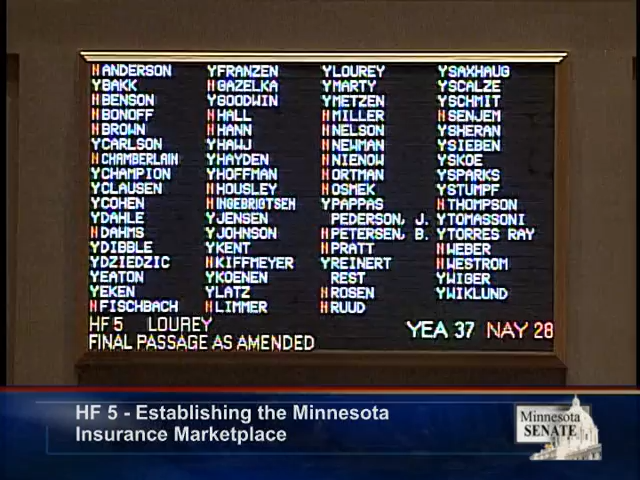 N ANDERSON Y FRANZEN Y LOUREY Y SAXHAUG
Y BAKK N GAZELKA Y MARTY Y SCALZE
N BENSON Y GOODWIN Y METZEN Y SCHMIT
N BONOFF N HALL N MILLER N SENJEM
N BROWN N HANN N NELSON Y SHERAN
Y CARLSON Y HAWJ N NEWMAN Y SIEBEN
N CHAMBERLAIN Y HAYDEN N NIENOW Y SKOE
Y CHAMPION Y HOFFMAN N ORTMAN Y SPARKS
Y CLAUSEN N HOUSLEY N OSMEK Y STUMPF
Y COHEN N INGEBRIGTSEN Y PAPPAS N THOMPSON
Y DAHLE Y JENSEN PEDERSON, J. Y TOMASSONI
N DAHMS Y JOHNSON N PETERSEN, B. Y TORRES RAY
Y DIBBLE Y KENT N PRATT N WEBER
Y DZIEDZIC N KIFFMEYER Y REINERT N WESTROM
Y EATON Y KOENEN REST Y WIGER
Y EKEN Y LATZ N ROSEN Y WIKLUND
N FISCHBACH N LIMMER N RUUD
HF 5 LOUREY YEA 37 NAY 28
FINAL PASSAGE AS AMENDED
HF 5 - Establishing the Minnesota
Insurance Marketplace
Minnesota
SENATE